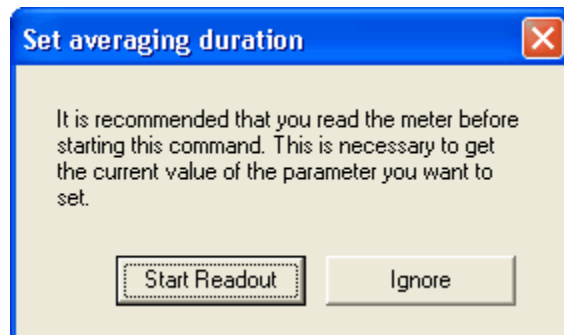 Set averaging duration
It is recommended that you read the meter before
starting this command. This is necessary to get
the current value of the parameter you want to
set.
Start Readout
Ignore